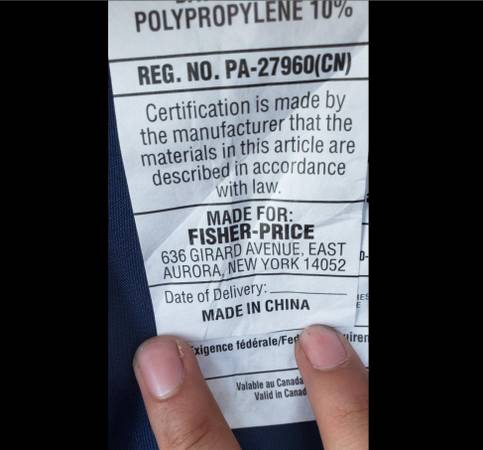 POLYPROPYLENE 10%
REG. NO. PA-27960(CN)
Certification is made by
the manufacturer that the
materials in this article are
described in accordance
with law.
MADE FOR:
FISHER-PRICE
636 GIRARD AVENUE, EAST
AURORA, NEW YORK 14052
Date of Delivery:
MADE IN CHINA
xigence fédérale/Fed
Valable au Canada
Valid in Canad